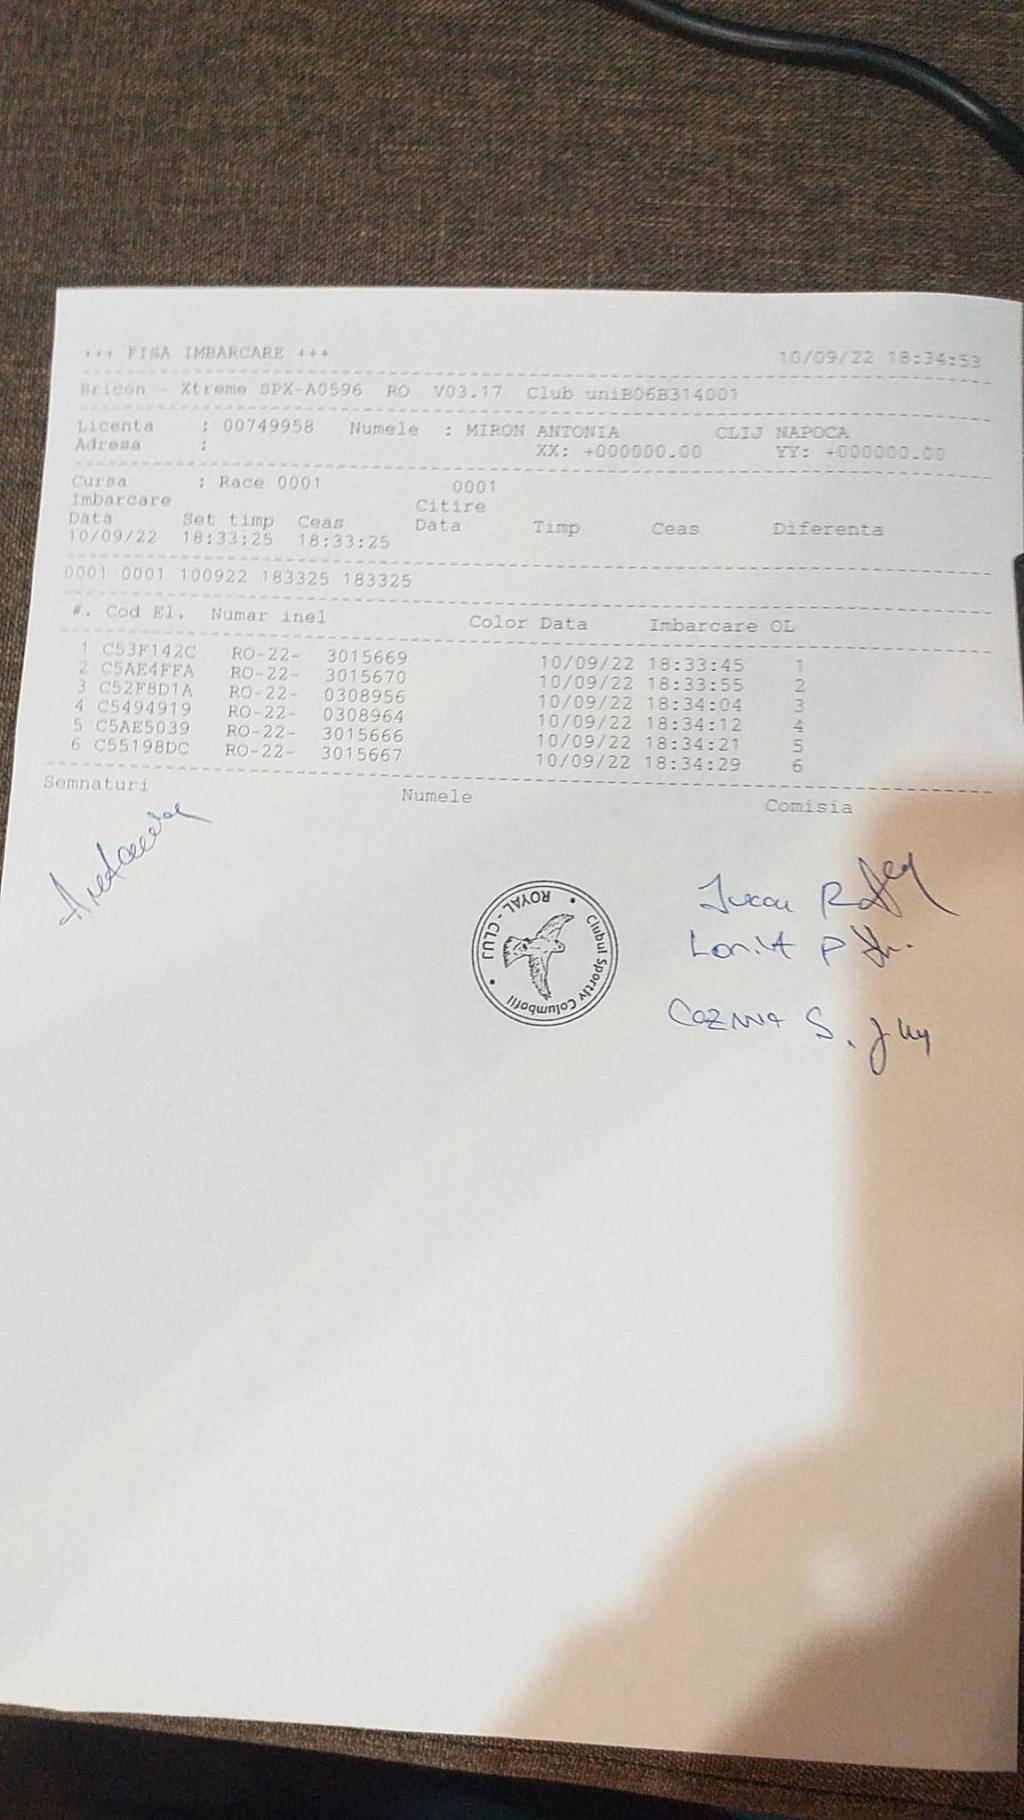 +++ FISA IMBARCARE +++ 10/09/22 18:34:53
Bricon - Xtreme SPX-A0596 RO V03.17 Club uniB06B314001
Licenta : 00749958 Numele : MIRON ANTONIA CLIJ NAPOCA
Adresa : XX: +000000.00 YY: +000000.00
Cursa : Race 0001 0001
Imbarcare Citire
Data Set timp Ceas Data Timp Ceas Diferenta
10/09/22 18:33:25 18:33:25
0001 0001 100922 183325 183325
#. Cod El. Numar inel Color Data Imbarcare OL
1 C53F142C RO-22- 3015669 10/09/22 18:33:45 1
2 C5AE4FFA RO-22- 3015670 10/09/22 18:33:55 2
3 C52F8D1A RO-22- 0308956 10/09/22 18:34:04 3
4 C5494919 RO-22- 0308964 10/09/22 18:34:12 4
5 C5AE5039 RO-22- 3015666 10/09/22 18:34:21 5
6 C55198DC RO-22- 3015667 10/09/22 18:34:29 6
Semnaturi Numele Comisia
Clubul Sportiv Columbofil
ROYAL - CLUJ